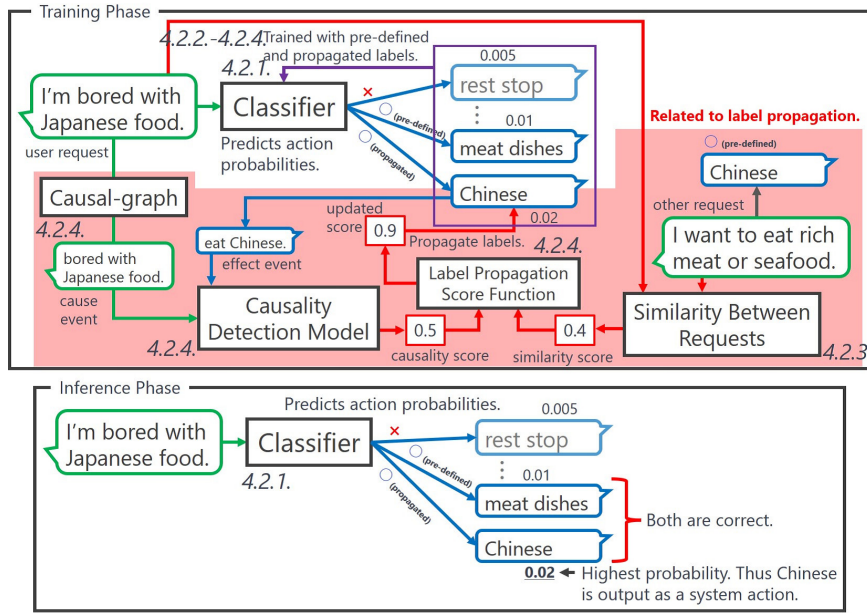 Training Phase
4.2.2.-4.2.4.
Trained with pre-defined
and propagated labels.
4.2.1.
I'm bored with
Japanese food.
Classifier
Predicts action
probabilities.
×
(pre-defined)
(propagated)
0.005
rest stop
0.01
meat dishes
Chinese
0.02
Related to label propagation.
(pre-defined)
Chinese
other request
I want to eat rich
meat or seafood.
user request
Causal-graph
4.2.4.
bored with
Japanese food.
cause
event
eat Chinese.
effect event
updated
score
0.9
Propagate labels.
4.2.4.
Label Propagation
Score Function
Causality
Detection Model
4.2.4.
0.5
causality score
0.4
similarity score
Similarity Between
Requests
4.2.3
Inference Phase
I'm bored with
Japanese food.
Predicts action probabilities.
Classifier
4.2.1.
×
(pre-defined)
(propagated)
0.005
rest stop
0.01
meat dishes
Chinese
Both are correct.
0.02
Highest probability. Thus Chinese
is output as a system action.